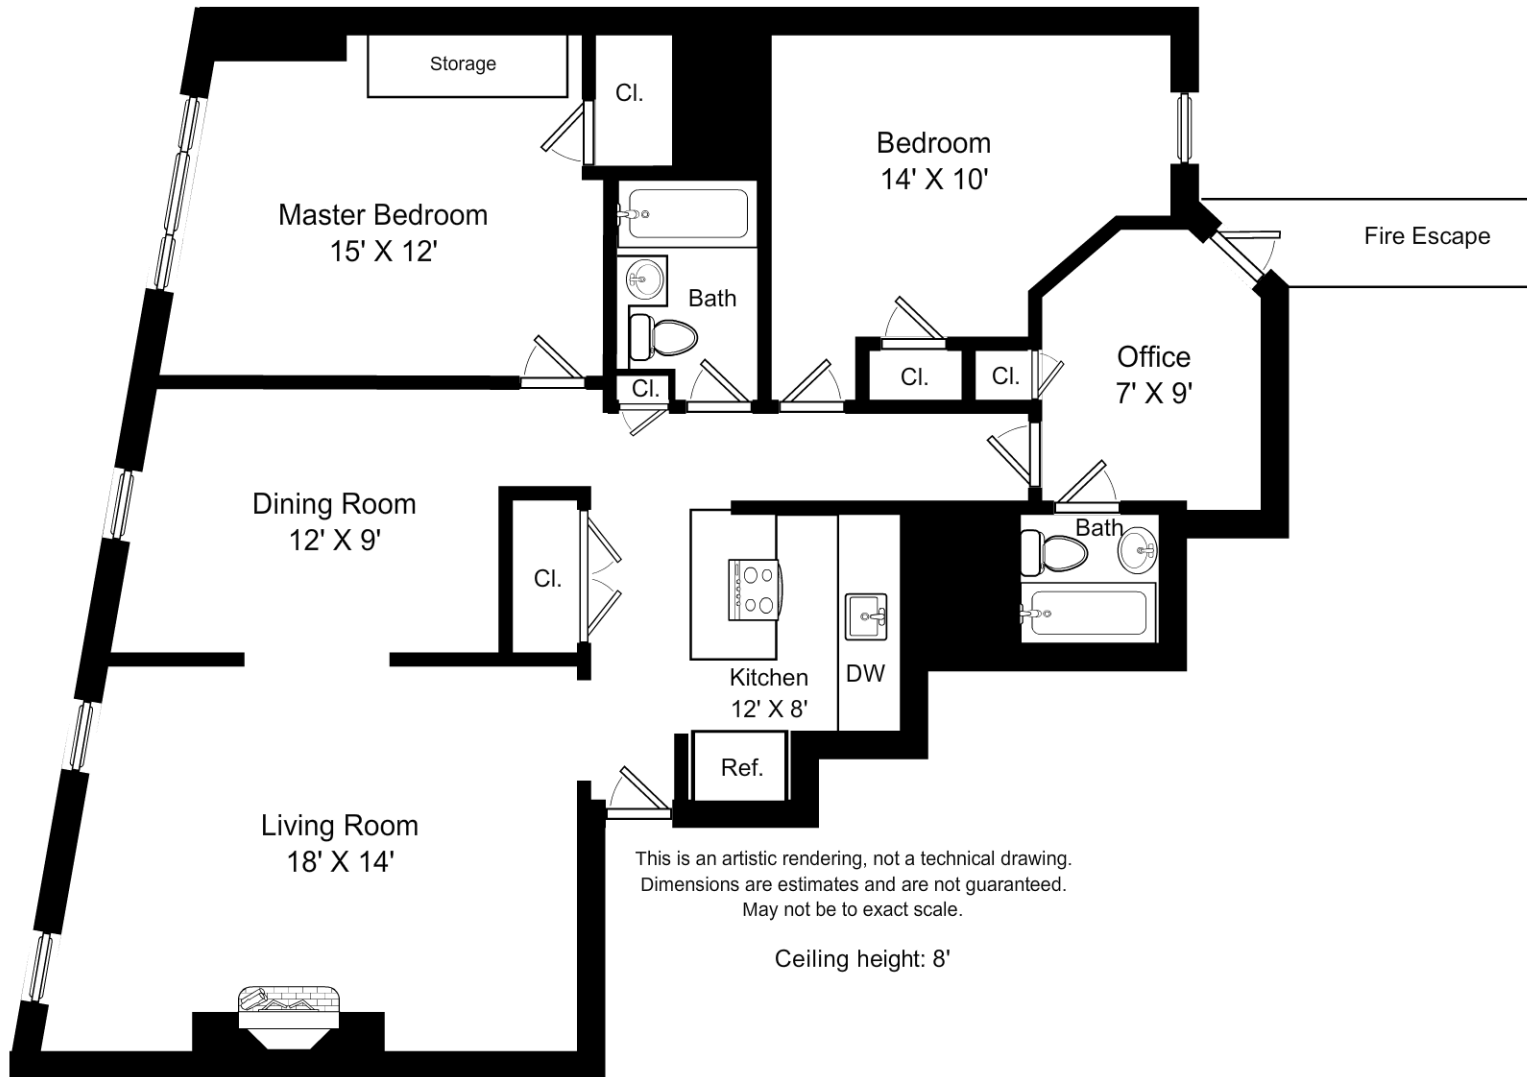 Storage
Cl.
Bedroom
14' X 10'
Master Bedroom
15' X 12'
Fire Escape
Bath
Office
7' X 9'
Cl.
Cl.
Cl.
Dining Room
12' X 9'
Cl.
Bath
Kitchen
12' X 8'
DW
Ref.
Living Room
18' X 14'
This is an artistic rendering, not a technical drawing.
Dimensions are estimates and are not guaranteed.
May not be to exact scale.
Ceiling height: 8'